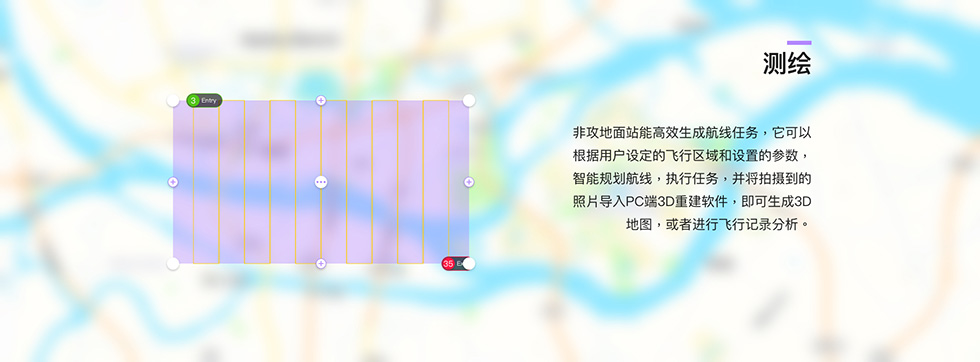 测绘
3 Entry
非攻地面站能高效生成航线任务，它可以
根据用户设定的飞行区域和设置的参数，
智能规划航线，执行任务，并将拍摄到的
照片导入PC端3D重建软件，即可生成3D
地图，或者进行飞行记录分析。
35